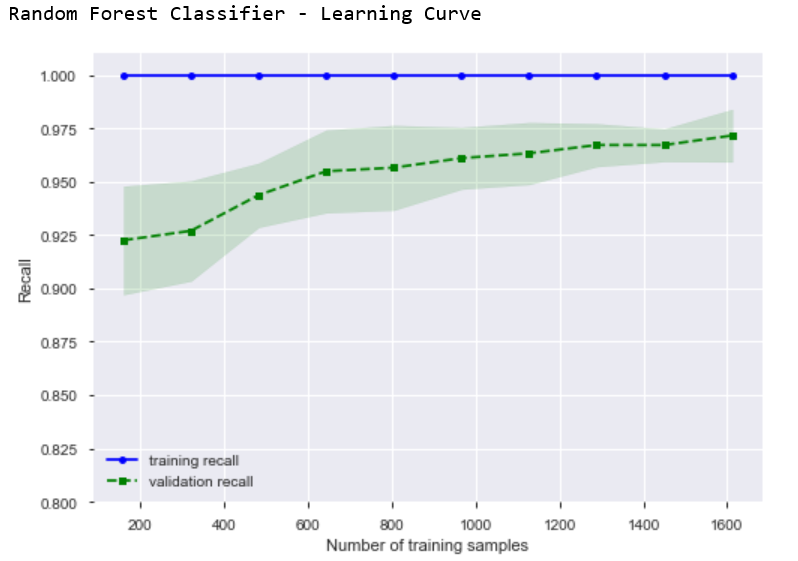 Random Forest Classifier - Learning Curve
1.000
0.975
0.950
0.925
0.900
0.875
0.850
0.825
0.800
Recall
training recall
validation recall
200 400 600 800 1000 1200 1400 1600
Number of training samples